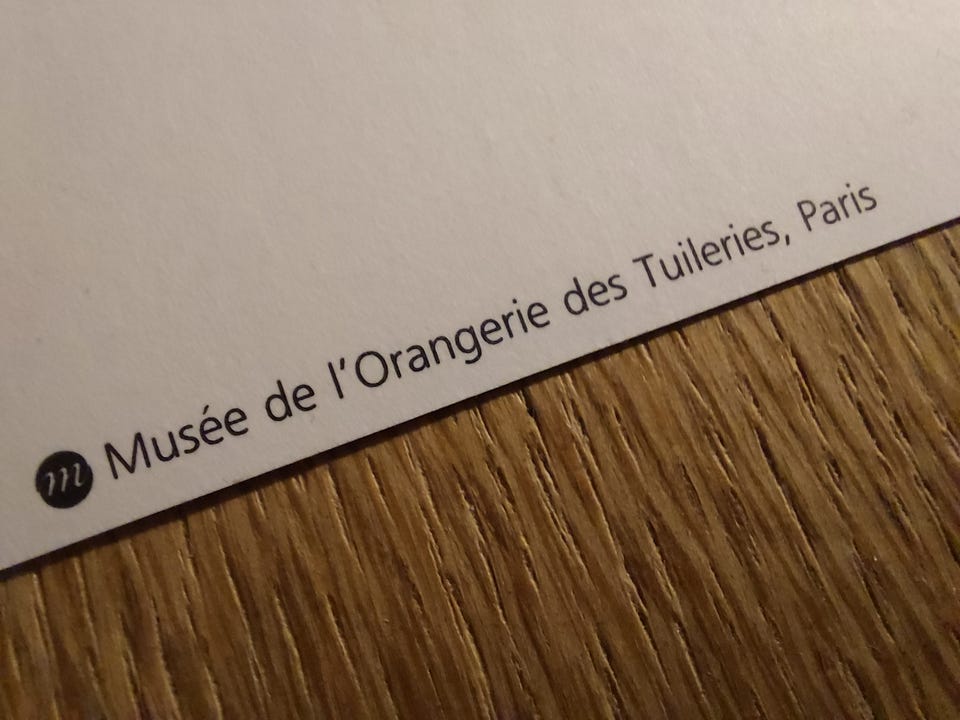 m Musée de l'Orangerie des Tuileries, Paris